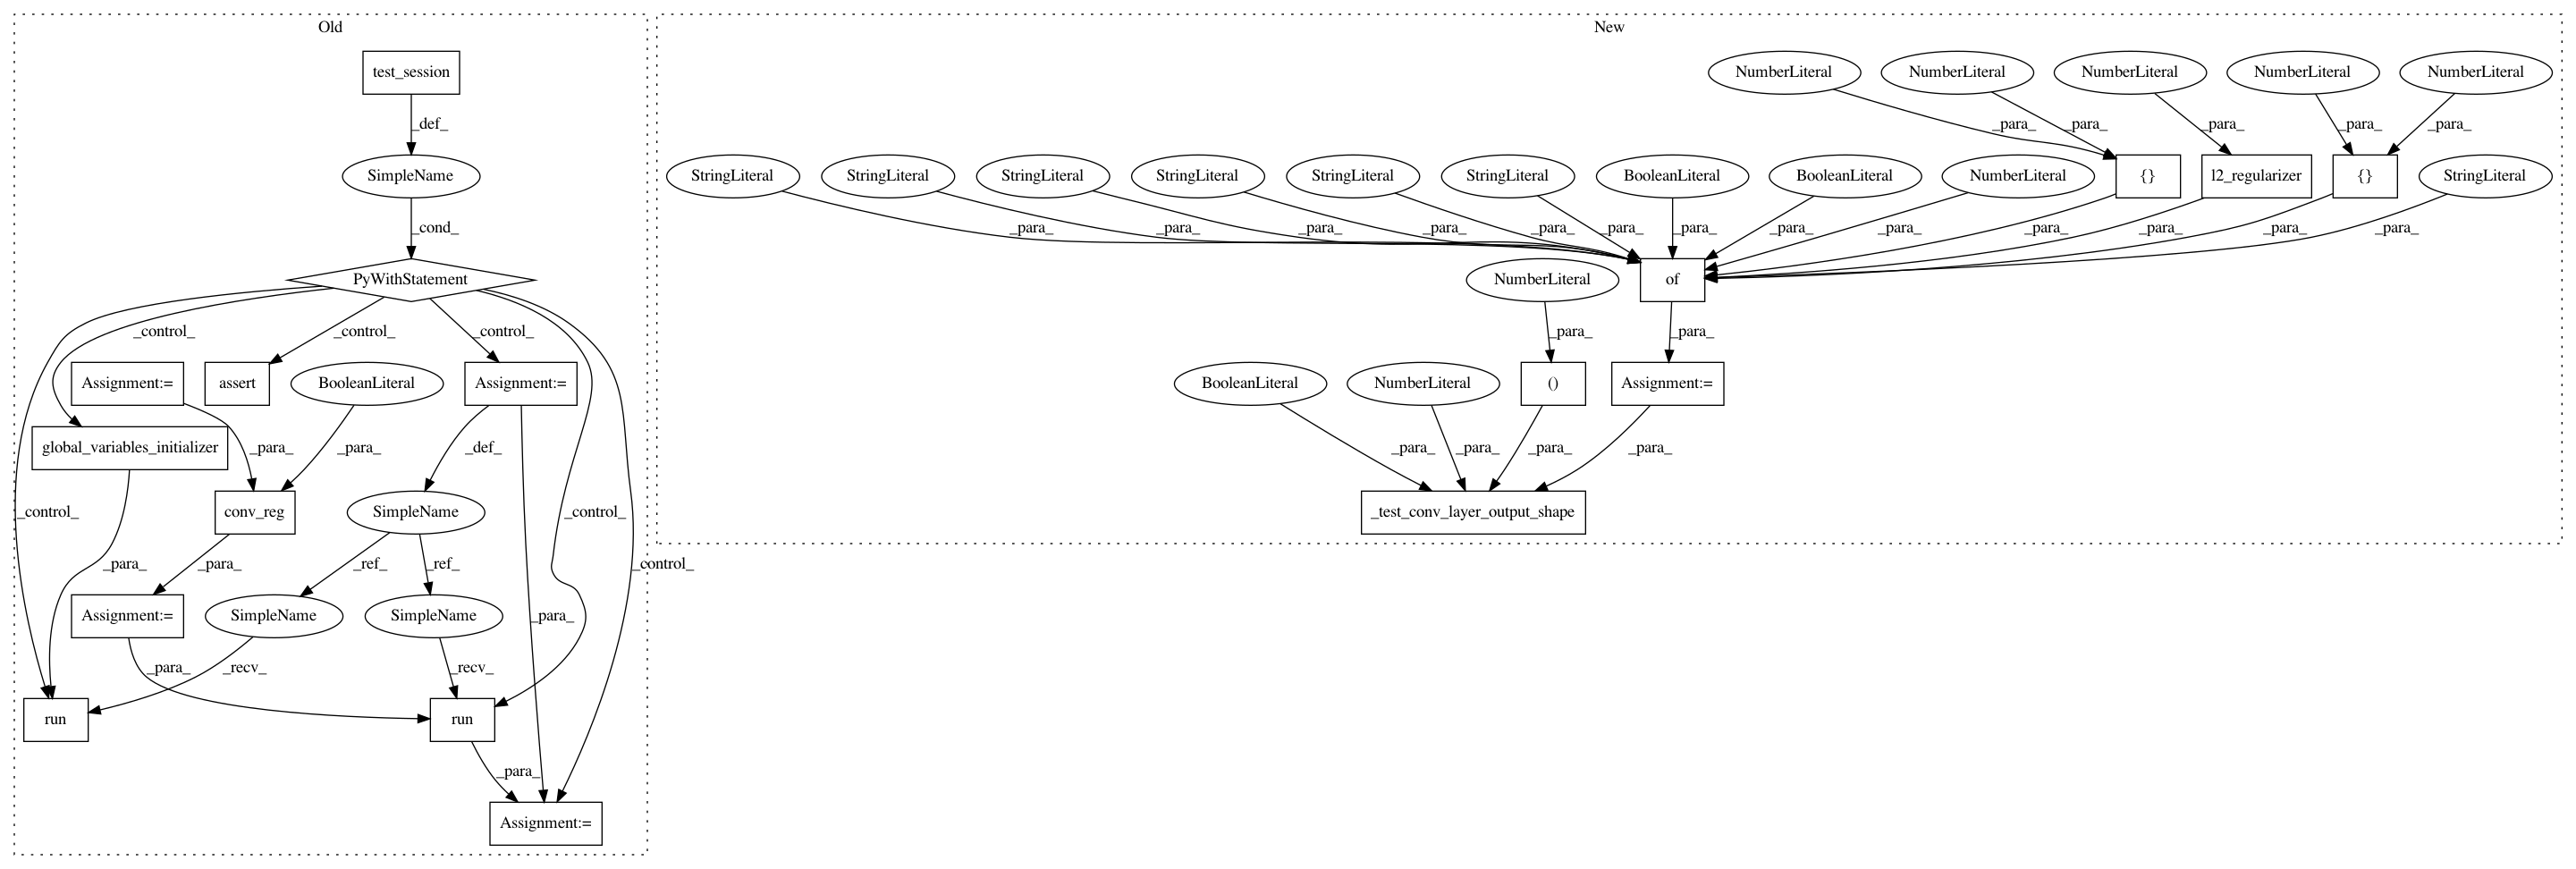 Old
New
test_session
NumberLiteral NumberLiteral NumberLiteral NumberLiteral NumberLiteral
_def_ _para_ _para_ _para_ _para_ _para_
SimpleName StringLiteral StringLiteral StringLiteral StringLiteral StringLiteral StringLiteral BooleanLiteral BooleanLiteral NumberLiteral {} l2_regularizer {} StringLiteral
_cond_ _para_ _para_ _para_ _para_ _para_ _para_ _para_ _para_ _para_ _para_ _para_ _para_ _para_
PyWithStatement NumberLiteral of
_control_ _control_ _control_ _para_ _para_
Assignment:= assert BooleanLiteral Assignment:= BooleanLiteral NumberLiteral () Assignment:=
global_variables_initializer _para_ _para_ _def_ _para_ _para_ _para_ _para_
_control_ conv_reg SimpleName _control_ _test_conv_layer_output_shape
_para_ _para_ _ref_ _ref_ _control_
Assignment:= SimpleName SimpleName _para_
_para_ _recv_ _recv_
run run
_para_
Assignment:=